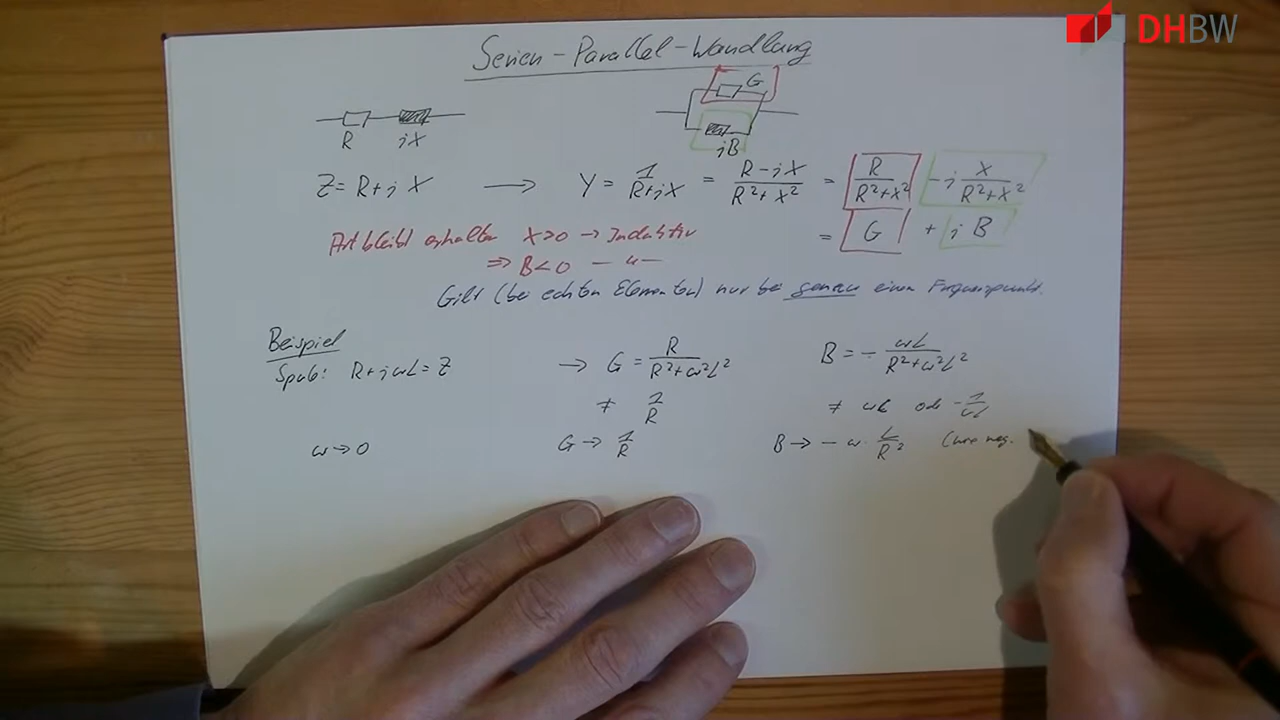 DHBW
Serien-Parallel-Wandlung
G
R jX
jB
Z = R + j X → Y = 1/(R+jX) = (R-jX)/(R²+X²) = R/(R²+X²) - j X/(R²+X²)
= G + j B
Art bleibt erhalten X>0 → Induktiv
⇒ B<0 — " —
Gilt (bei echten Elementen) nur bei genau einem Frequenzpunkt.
Beispiel
Spule: R+jωL = Z → G = R/(R²+ω²L²) B = - ωL/(R²+ω²L²)
≠ 1/R ≠ ωL oder - 1/ωL
ω → 0 G → 1/R B → - ω · L/R² (wie neg.